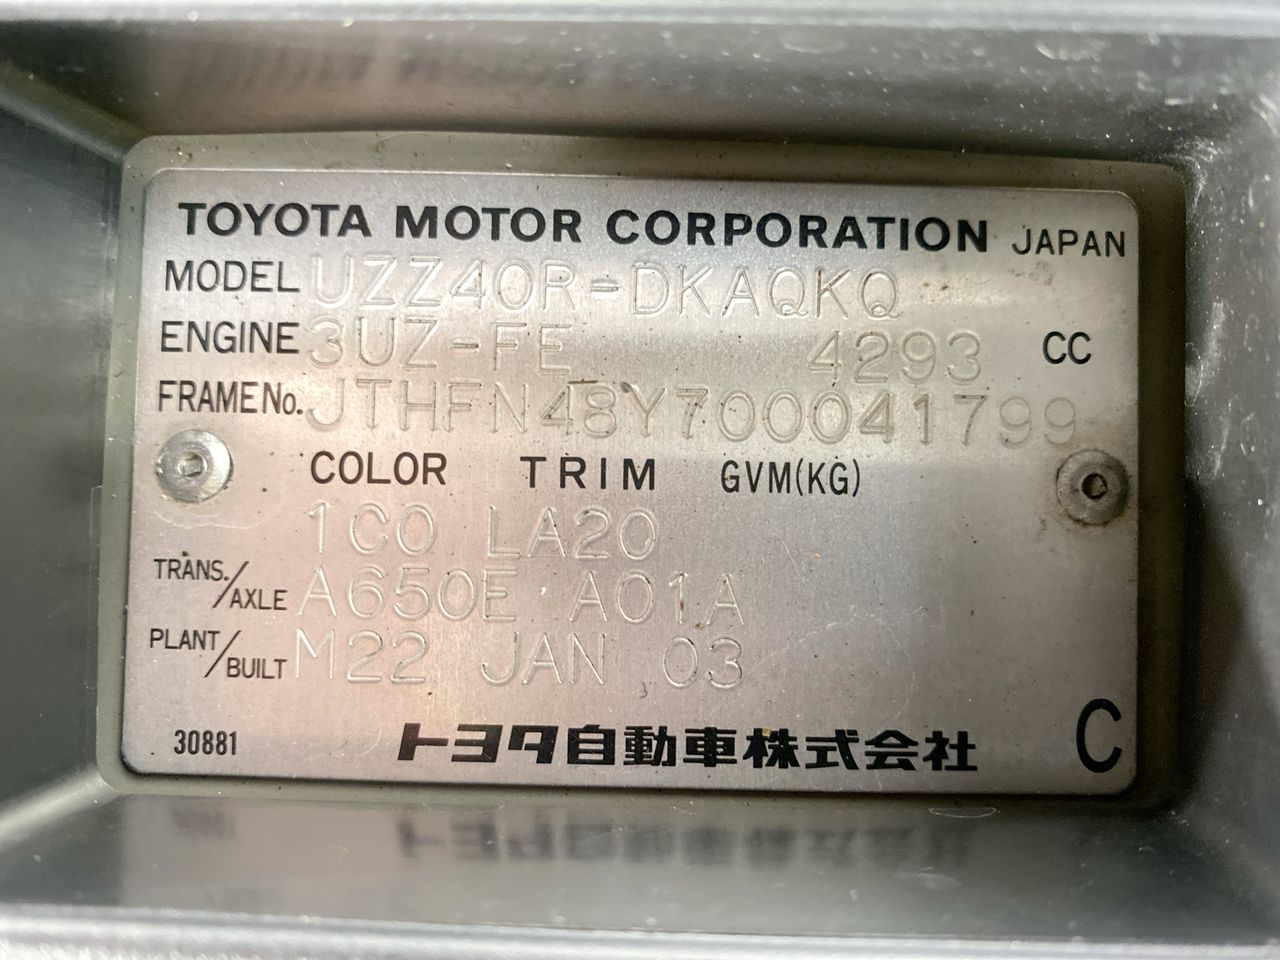 TOYOTA MOTOR CORPORATION JAPAN
MODEL UZZ40R-DKAQKQ
ENGINE 3UZ-FE 4293 CC
FRAME No. JTHFN48Y700041799
COLOR TRIM GVM(KG)
1C0 LA20
TRANS./AXLE A650E A01A
PLANT/BUILT M22 JAN 03
30881 トヨタ自動車株式会社 C